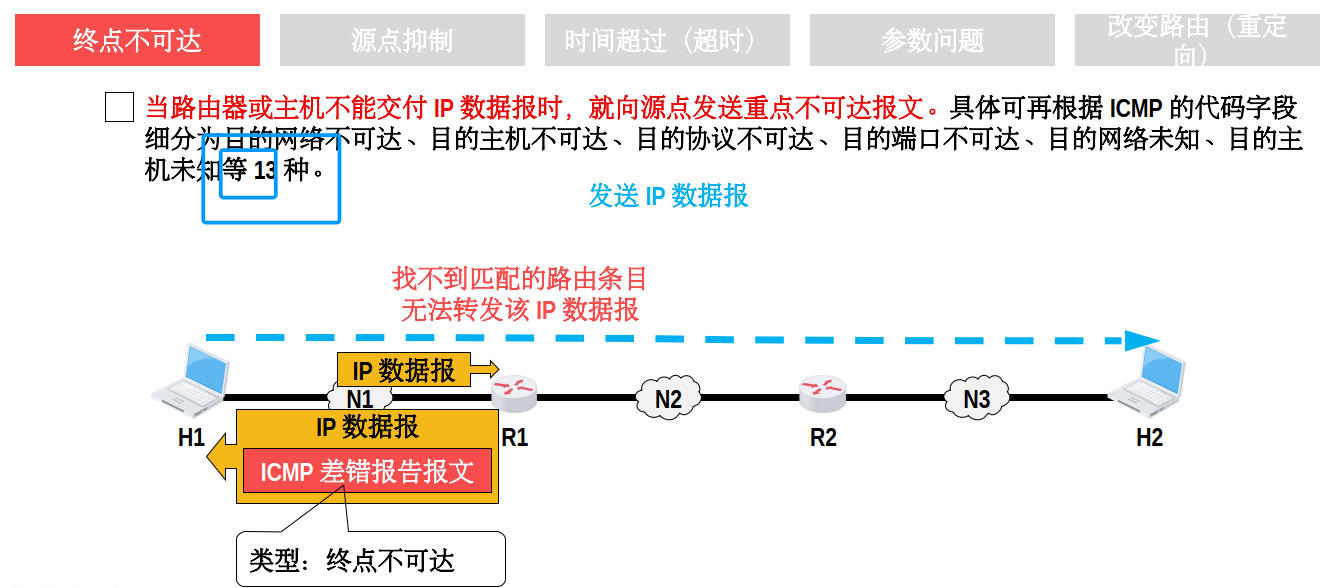 终点不可达
源点抑制
时间超过（超时）
参数问题
改变路由（重定
向）
当路由器或主机不能交付 IP 数据报时，就向源点发送重点不可达报文。具体可再根据 ICMP 的代码字段
细分为目的网络不可达、目的主机不可达、目的协议不可达、目的端口不可达、目的网络未知、目的主
机未知等 13 种。
发送 IP 数据报
找不到匹配的路由条目
无法转发该 IP 数据报
IP 数据报
N1
N2
N3
H1
IP 数据报
R1
R2
H2
ICMP 差错报告报文
类型：终点不可达